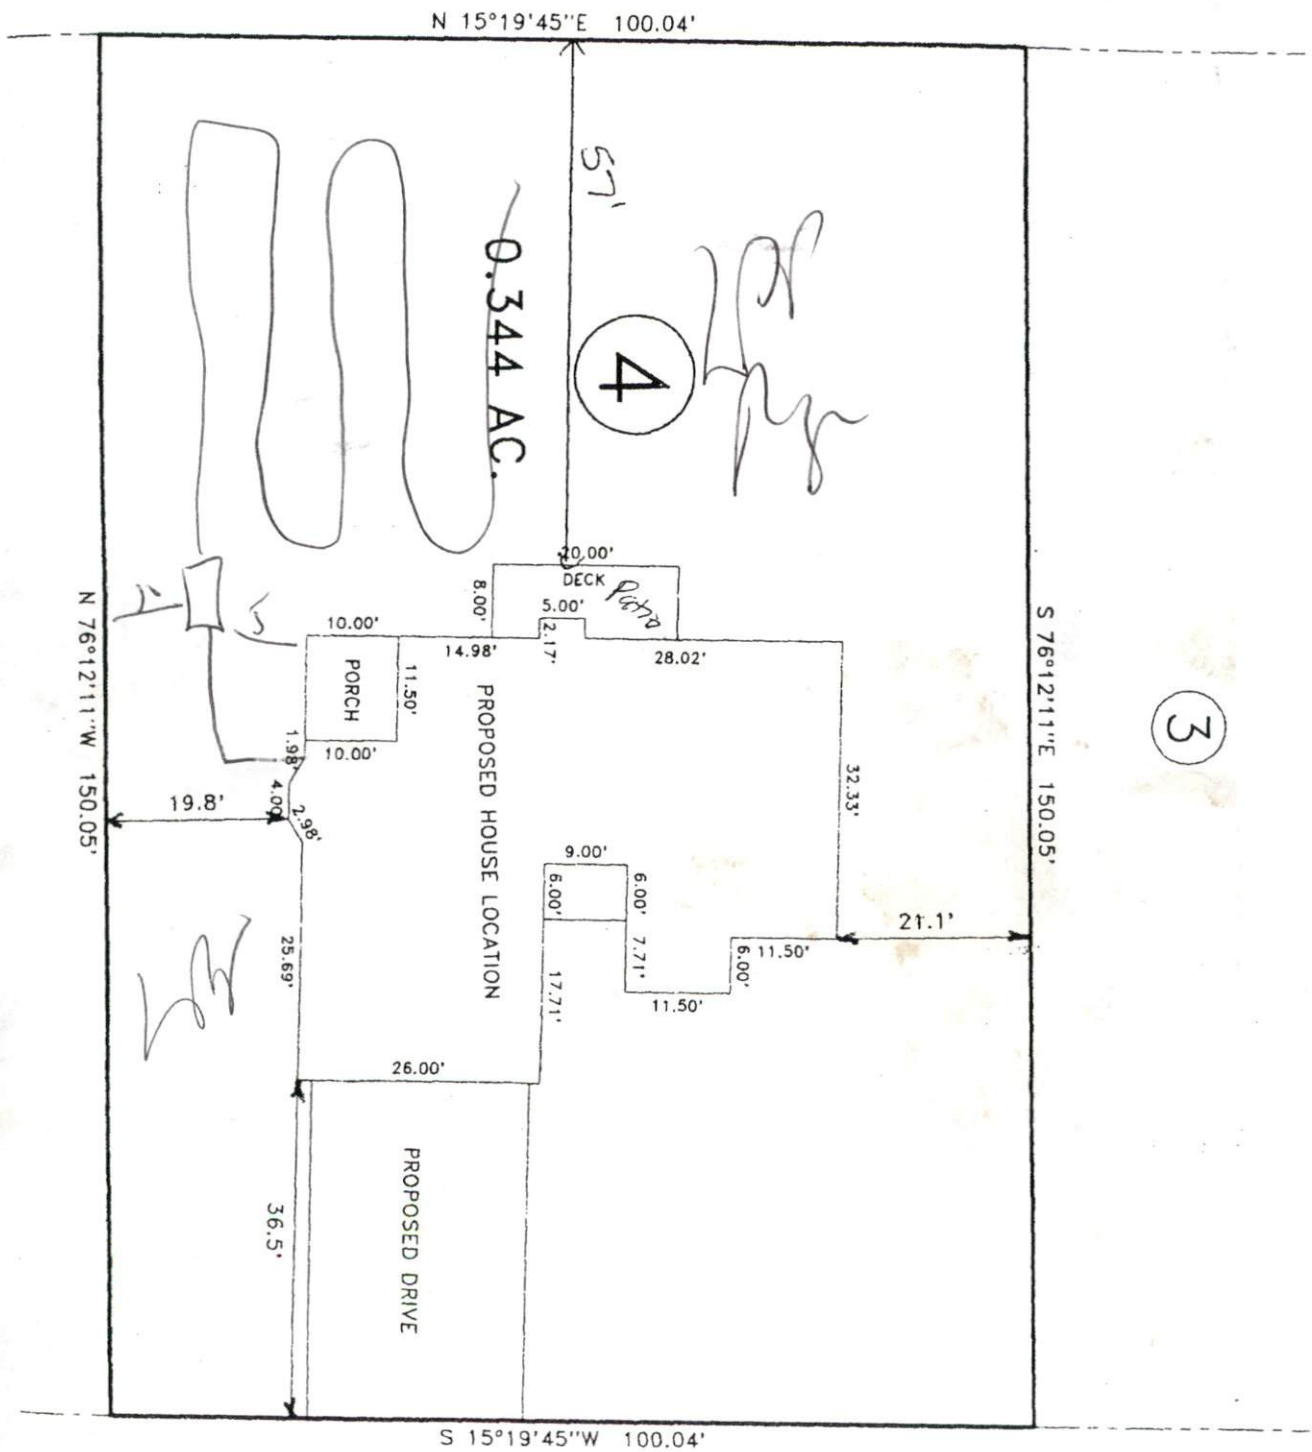 N 15°19'45"E 100.04'
57'
0.344 AC.
4
20.00'
DECK
Patio
8.00'
5.00'
2.17'
10.00'
14.98'
28.02'
PORCH
11.50'
10.00'
N 76°12'11"W 150.05'
S 76°12'11"E 150.05'
3
PROPOSED HOUSE LOCATION
1.98'
4.00'
2.98'
19.8'
32.33'
9.00'
6.00'
6.00'
7.71'
21.1'
11.50'
6.00'
11.50'
25.69'
17.71'
26.00'
PROPOSED DRIVE
36.5'
S 15°19'45"W 100.04'